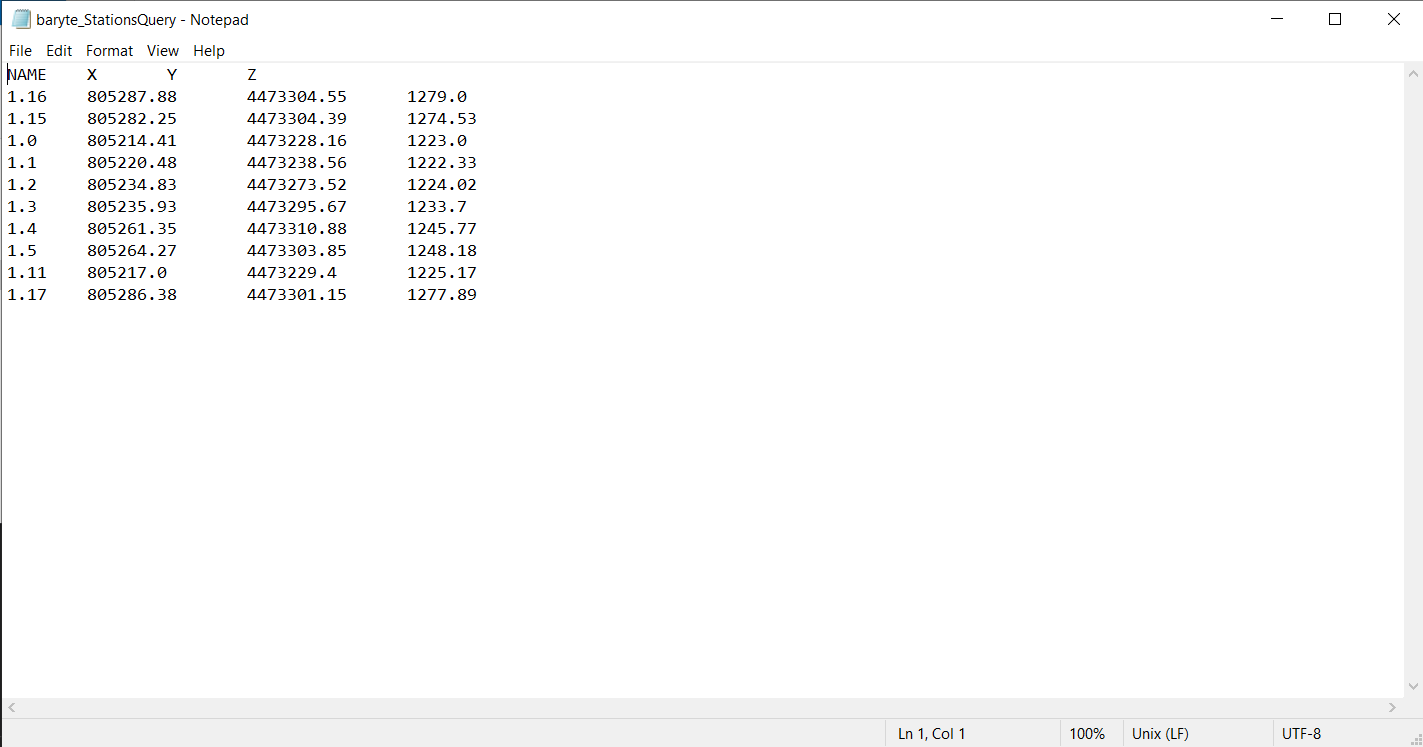 baryte_StationsQuery - Notepad
File Edit Format View Help
NAME X Y Z
1.16 805287.88 4473304.55 1279.0
1.15 805282.25 4473304.39 1274.53
1.0 805214.41 4473228.16 1223.0
1.1 805220.48 4473238.56 1222.33
1.2 805234.83 4473273.52 1224.02
1.3 805235.93 4473295.67 1233.7
1.4 805261.35 4473310.88 1245.77
1.5 805264.27 4473303.85 1248.18
1.11 805217.0 4473229.4 1225.17
1.17 805286.38 4473301.15 1277.89
Ln 1, Col 1 100% Unix (LF) UTF-8